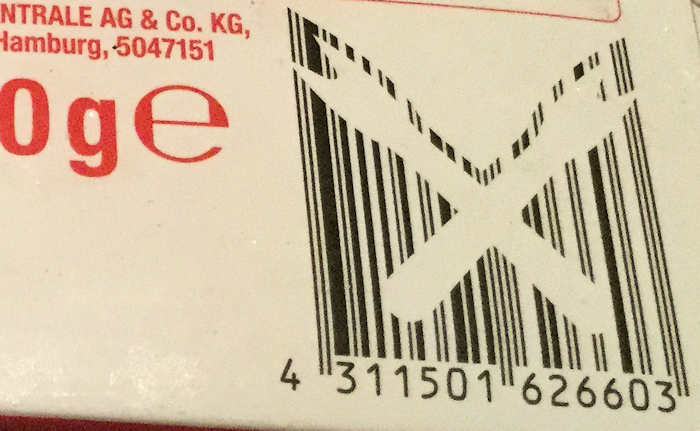 NTRALE AG & Co. KG,
Hamburg, 5047151
0g℮
4 311501 626603